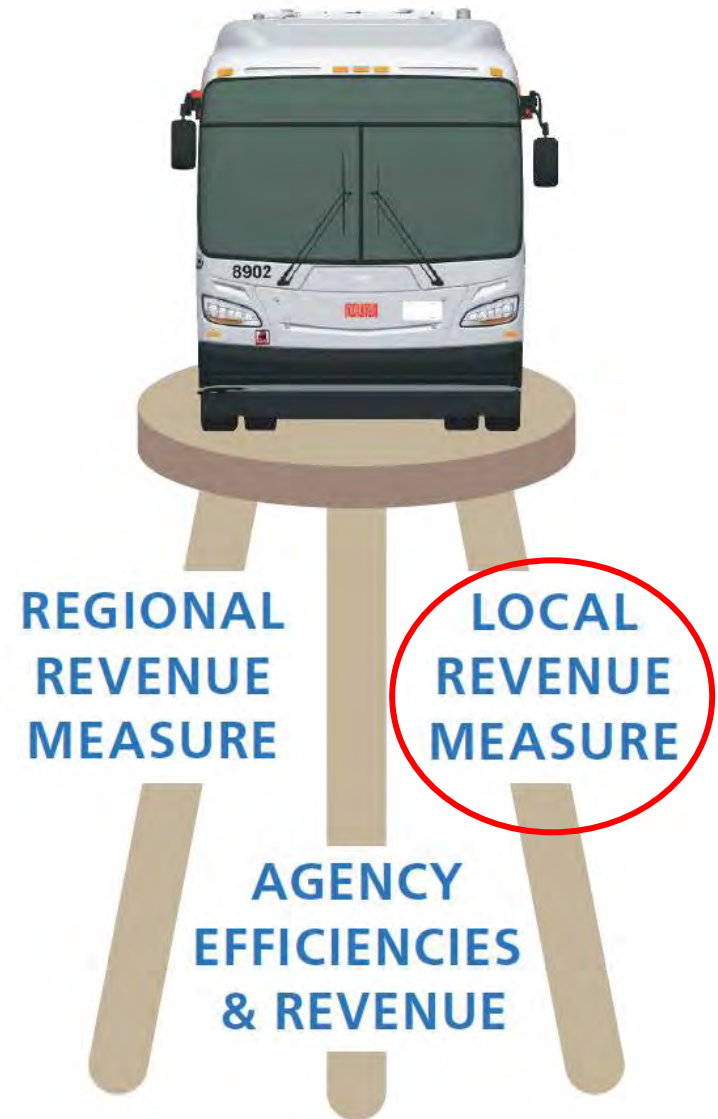 8902
REGIONAL
REVENUE
MEASURE
LOCAL
REVENUE
MEASURE
AGENCY
EFFICIENCIES
& REVENUE